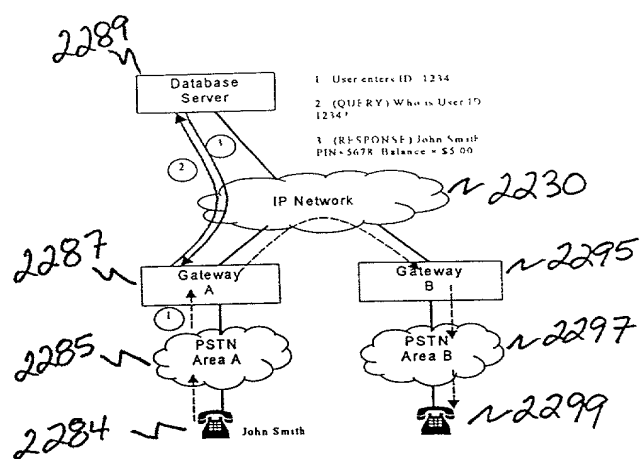 2289
Database
Server
1 User enters ID 1234
2 (QUERY) Who is User ID
1234?
3 (RESPONSE) John Smith
PIN=5678 Balance = $5.00
3
2
IP Network
2230
2287
Gateway
A
Gateway
B
2295
1
2285
PSTN
Area A
PSTN
Area B
2297
2284
John Smith
2299